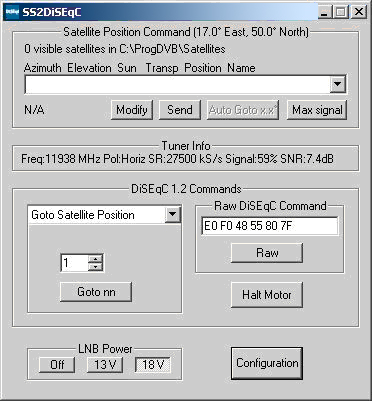 SS2DiSEqC
Satellite Position Command (17.0° East, 50.0° North)
0 visible satellites in C:\ProgDVB\Satellites
Azimuth Elevation Sun Transp Position Name
N/A Modify Send Auto Goto x.x° Max signal
Tuner Info
Freq:11938 MHz Pol:Horiz SR:27500 kS/s Signal:59% SNR:7.4dB
DiSEqC 1.2 Commands
Goto Satellite Position
Raw DiSEqC Command
E0 F0 48 55 80 7F
1
Raw
Goto nn
Halt Motor
LNB Power
Off 13 V 18 V
Configuration